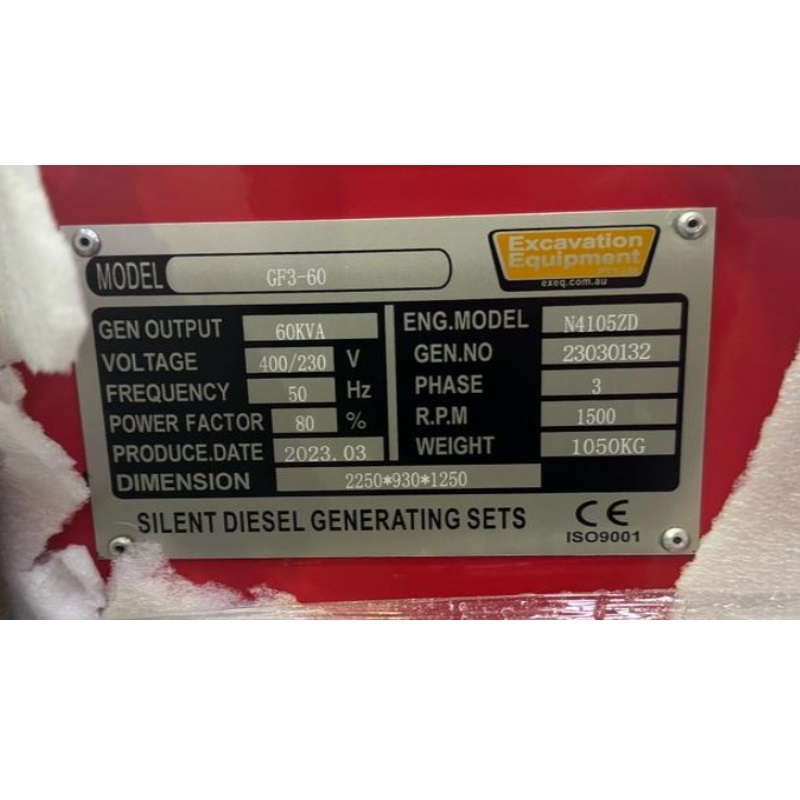 Excavation
Equipment
exeq.com.au
MODEL GF3-60
GEN OUTPUT 60KVA
VOLTAGE 400/230 V
FREQUENCY 50 Hz
POWER FACTOR 80 %
PRODUCE.DATE 2023.03
ENG.MODEL N4105ZD
GEN.NO 23030132
PHASE 3
R.P.M 1500
WEIGHT 1050KG
DIMENSION 2250*930*1250
SILENT DIESEL GENERATING SETS
CE
ISO9001